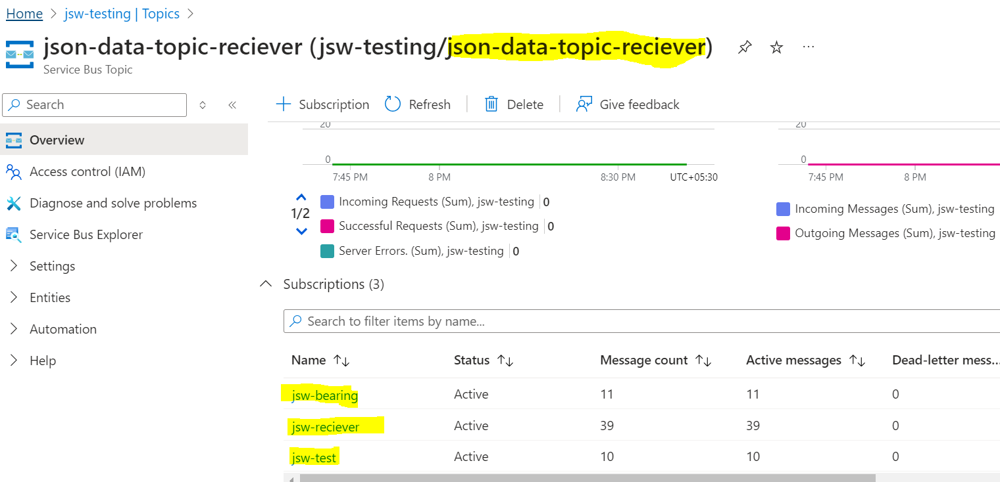 Home > jsw-testing | Topics >
json-data-topic-reciever (jsw-testing/json-data-topic-reciever) ...
Service Bus Topic
Search
Overview
Access control (IAM)
Diagnose and solve problems
Service Bus Explorer
Settings
Entities
Automation
Help
+ Subscription Refresh Delete Give feedback
20
0
7:45 PM 8 PM 8:30 PM UTC+05:30
1/2
Incoming Requests (Sum), jsw-testing 0
Successful Requests (Sum), jsw-testing 0
Server Errors. (Sum), jsw-testing 0
20
0
7:45 PM 8 PM
Incoming Messages (Sum), jsw-testing
Outgoing Messages (Sum), jsw-testing
Subscriptions (3)
Search to filter items by name...
Name Status Message count Active messages Dead-letter mess...
jsw-bearing Active 11 11 0
jsw-reciever Active 39 39 0
jsw-test Active 10 10 0